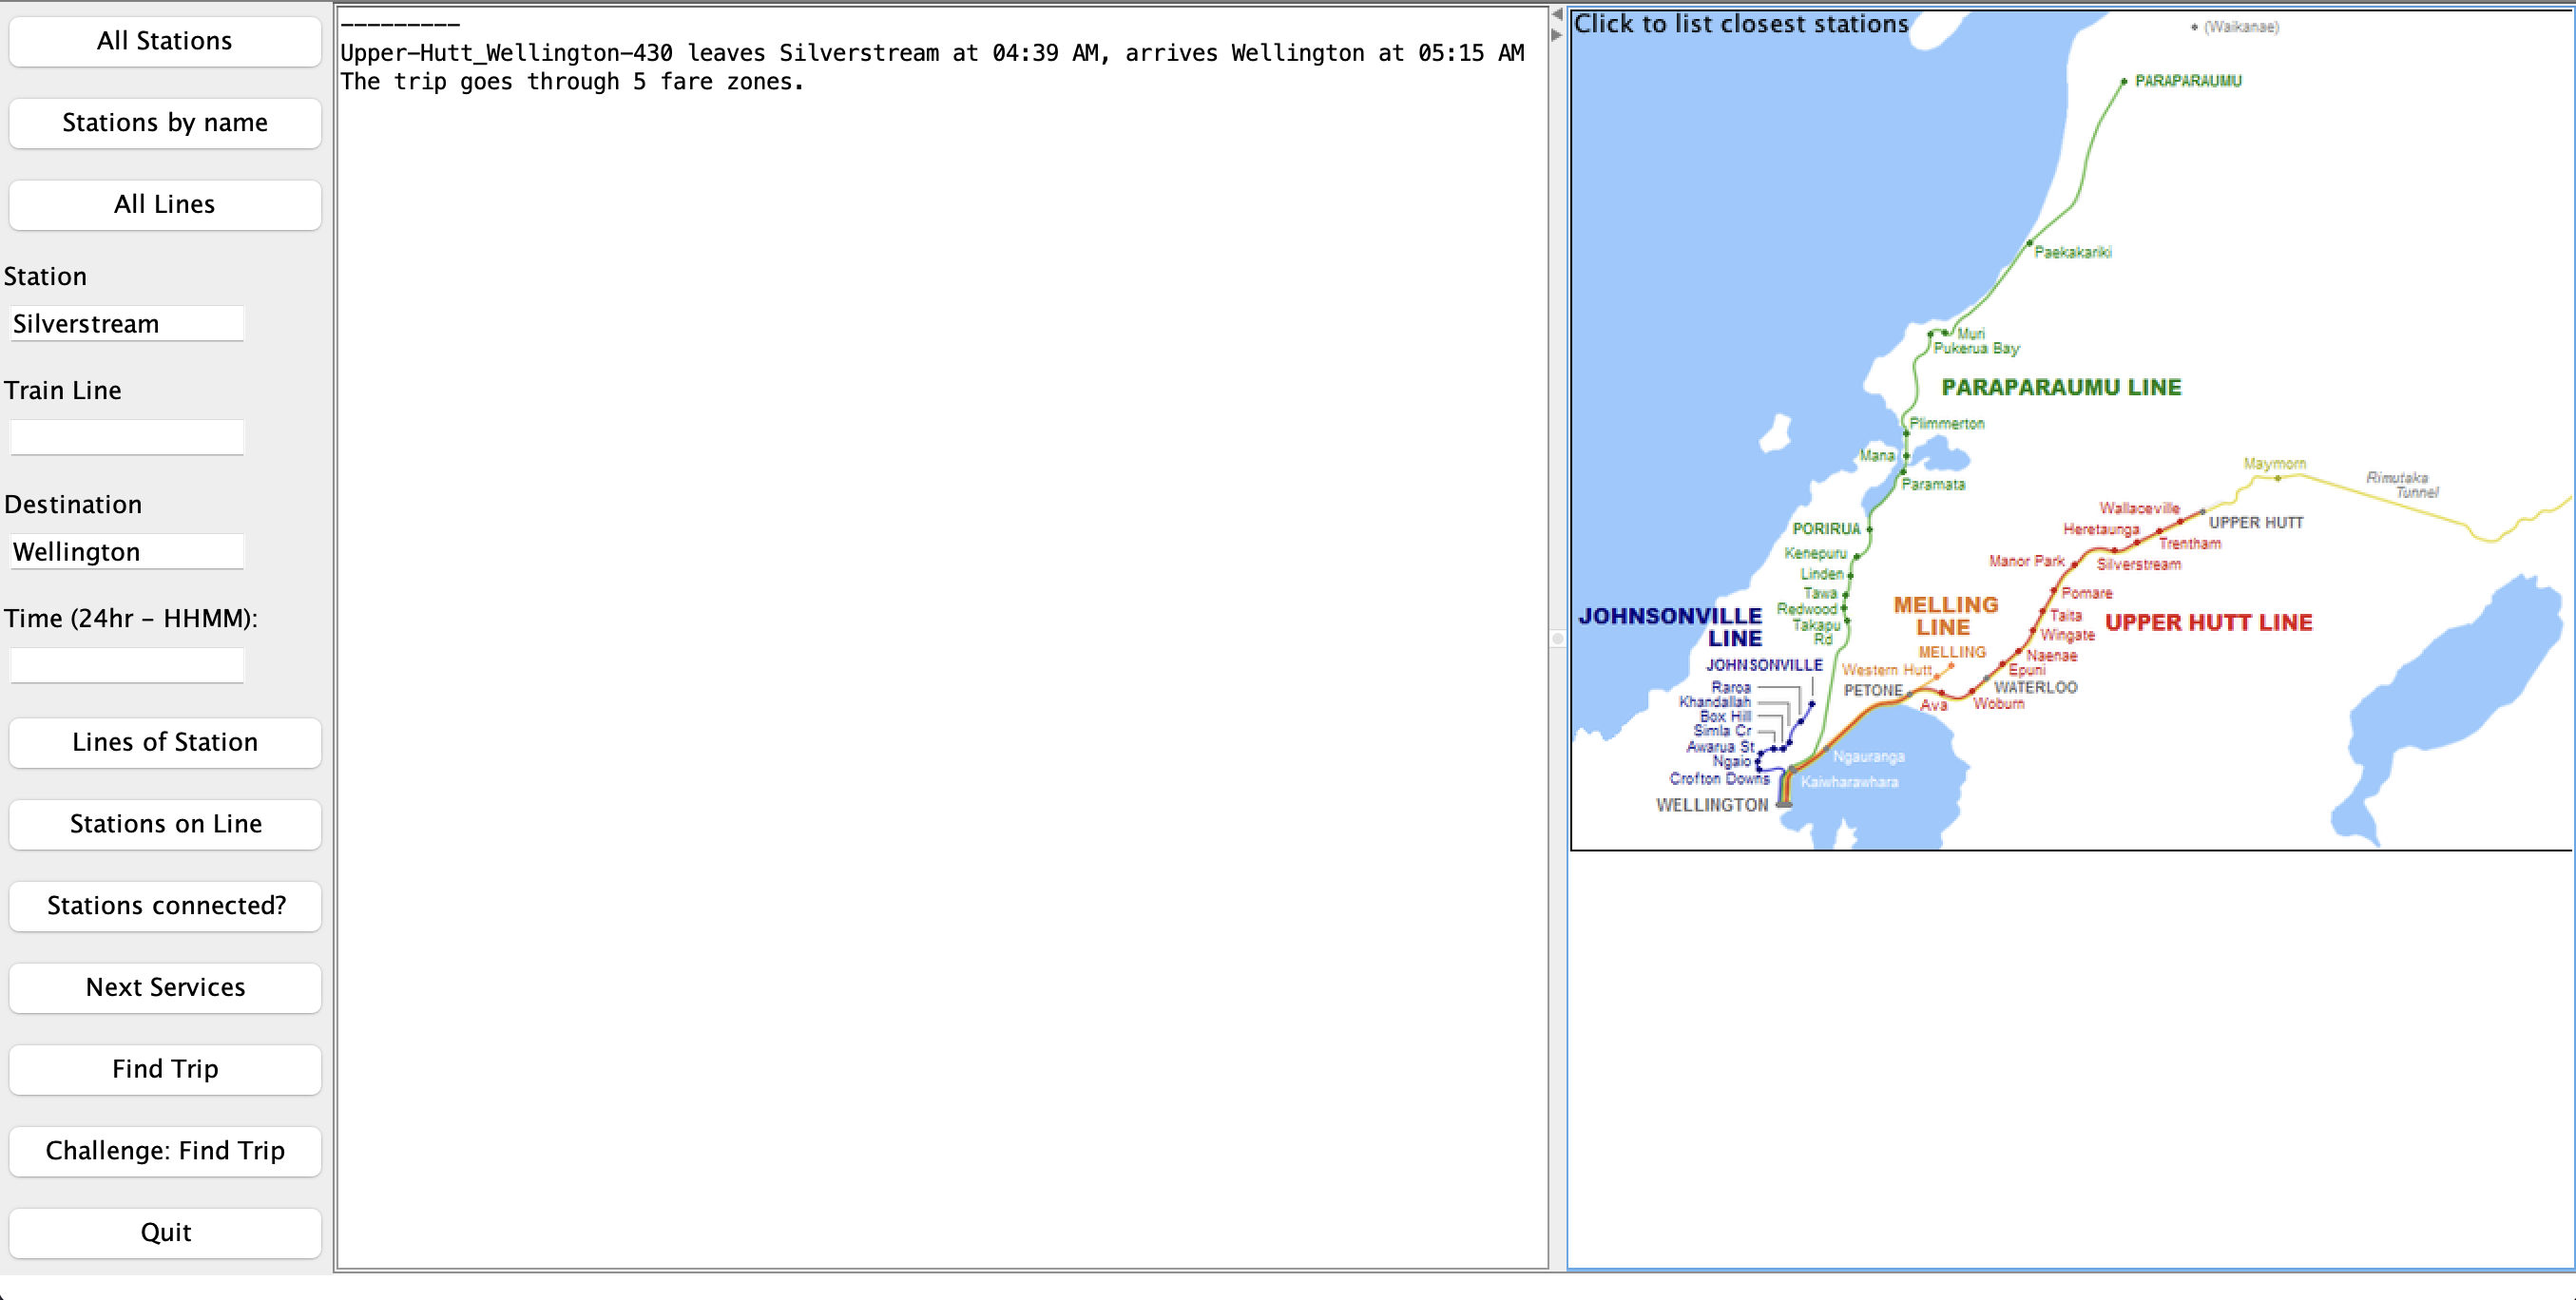 All Stations
Stations by name
All Lines
Station
Silverstream
Train Line
Destination
Wellington
Time (24hr - HHMM):
Lines of Station
Stations on Line
Stations connected?
Next Services
Find Trip
Challenge: Find Trip
Quit
---------
Upper-Hutt_Wellington-430 leaves Silverstream at 04:39 AM, arrives Wellington at 05:15 AM
The trip goes through 5 fare zones.
Click to list closest stations
(Waikanae)
PARAPARAUMU
Paekakariki
Muri
Pukerua Bay
PARAPARAUMU LINE
Plimmerton
Mana
Paramata
Maymorn
Rimutaka
Tunnel
Wallaceville
UPPER HUTT
PORIRUA
Heretaunga
Trentham
Kenepuru
Manor Park
Silverstream
Linden
Tawa
Pomare
Redwood
MELLING
LINE
JOHNSONVILLE
LINE
Taita
UPPER HUTT LINE
Takapu
Rd
Wingate
MELLING
Naenae
JOHNSONVILLE
Western Hutt
Epuni
Raroa
PETONE
WATERLOO
Khandallah
Ava
Woburn
Box Hill
Simla Cr
Awarua St
Ngaio
Ngauranga
Crofton Downs
Kaiwharawhara
WELLINGTON